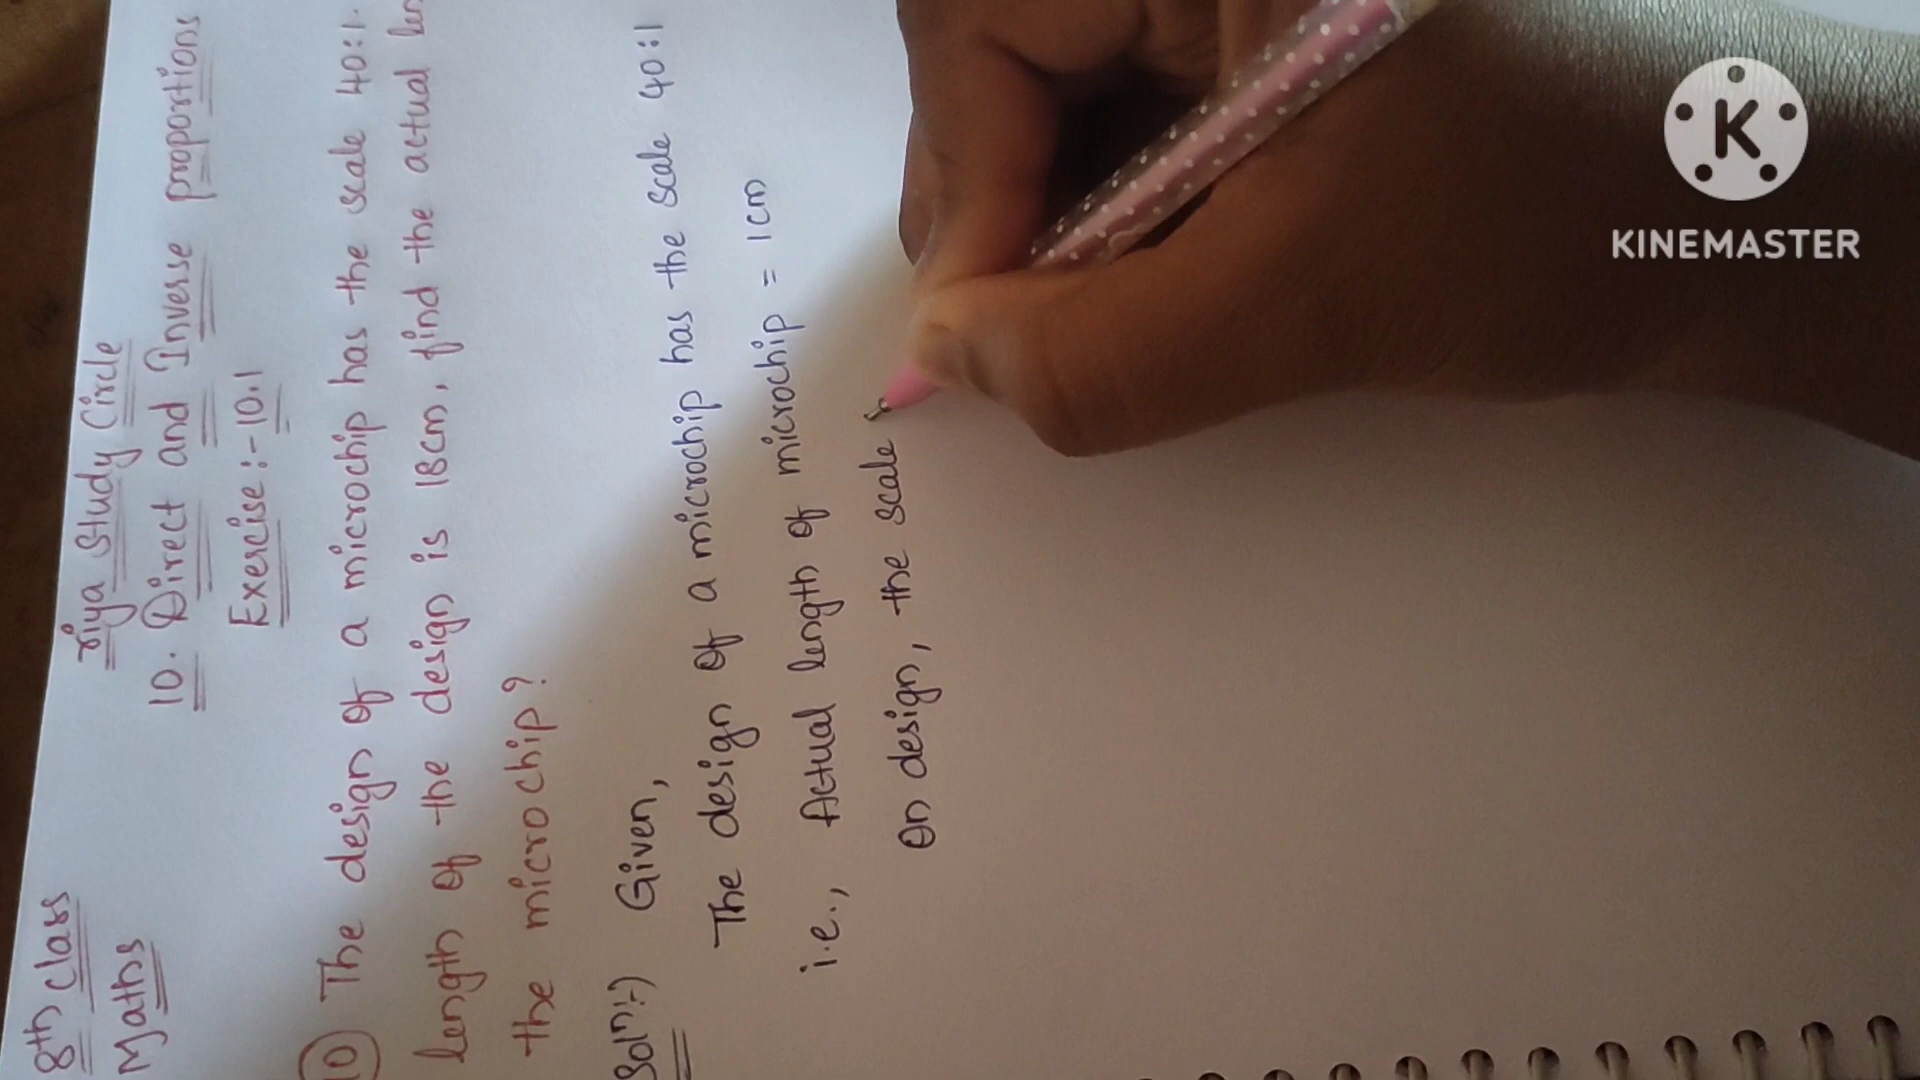 8th class
Maths
riya Study Circle
10. Direct and Inverse proportions
Exercise:-10.1
10 The design of a microchip has the scale 40:1.
length of the design is 18cm, find the actual
the microchip?
Soln:-) Given,
The design of a microchip has the scale 40:1
i.e., Actual length of microchip = 1cm
On design, the scale
KINEMASTER